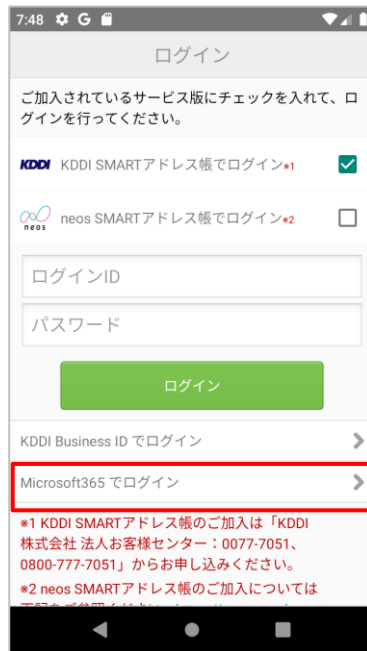 7:48
ログイン
ご加入されているサービス版にチェックを入れて、ロ
グインを行ってください。
KDDI KDDI SMARTアドレス帳でログイン*1
neos neos SMARTアドレス帳でログイン*2
ログインID
パスワード
ログイン
KDDI Business ID でログイン
Microsoft365 でログイン
*1 KDDI SMARTアドレス帳のご加入は「KDDI
株式会社 法人お客様センター：0077-7051、
0800-777-7051」からお申し込みください。
*2 neos SMARTアドレス帳のご加入については